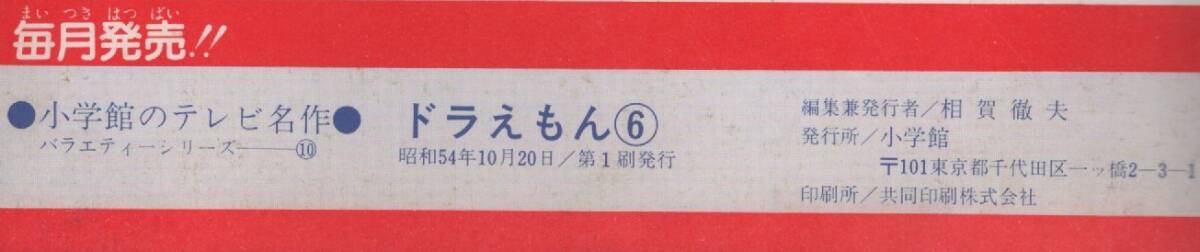 まいつきはつばい
毎月発売!!
●小学館のテレビ名作●
バラエティーシリーズ──⑩
ドラえもん⑥
昭和54年10月20日/第1刷発行
編集兼発行者/相賀徹夫
発行所/小学館
〒101東京都千代田区一ッ橋2―3―1
印刷所/共同印刷株式会社